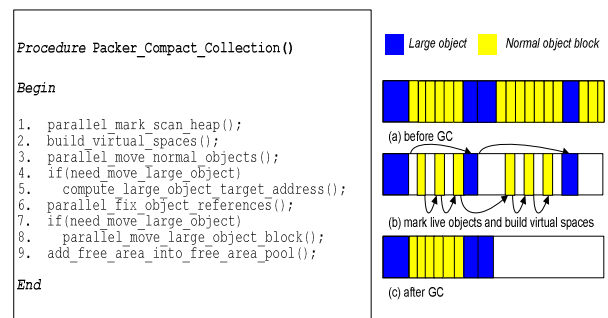 Procedure Packer_Compact_Collection()
Begin
1. parallel_mark_scan_heap();
2. build_virtual_spaces();
3. parallel_move_normal_objects();
4. if(need_move_large_object)
5. compute_large_object_target_address();
6. parallel_fix_object_references();
7. if(need_move_large_object)
8. parallel_move_large_object_block();
9. add_free_area_into_free_area_pool();
End
Large object
Normal object block
(a) before GC
(b) mark live objects and build virtual spaces
(c) after GC